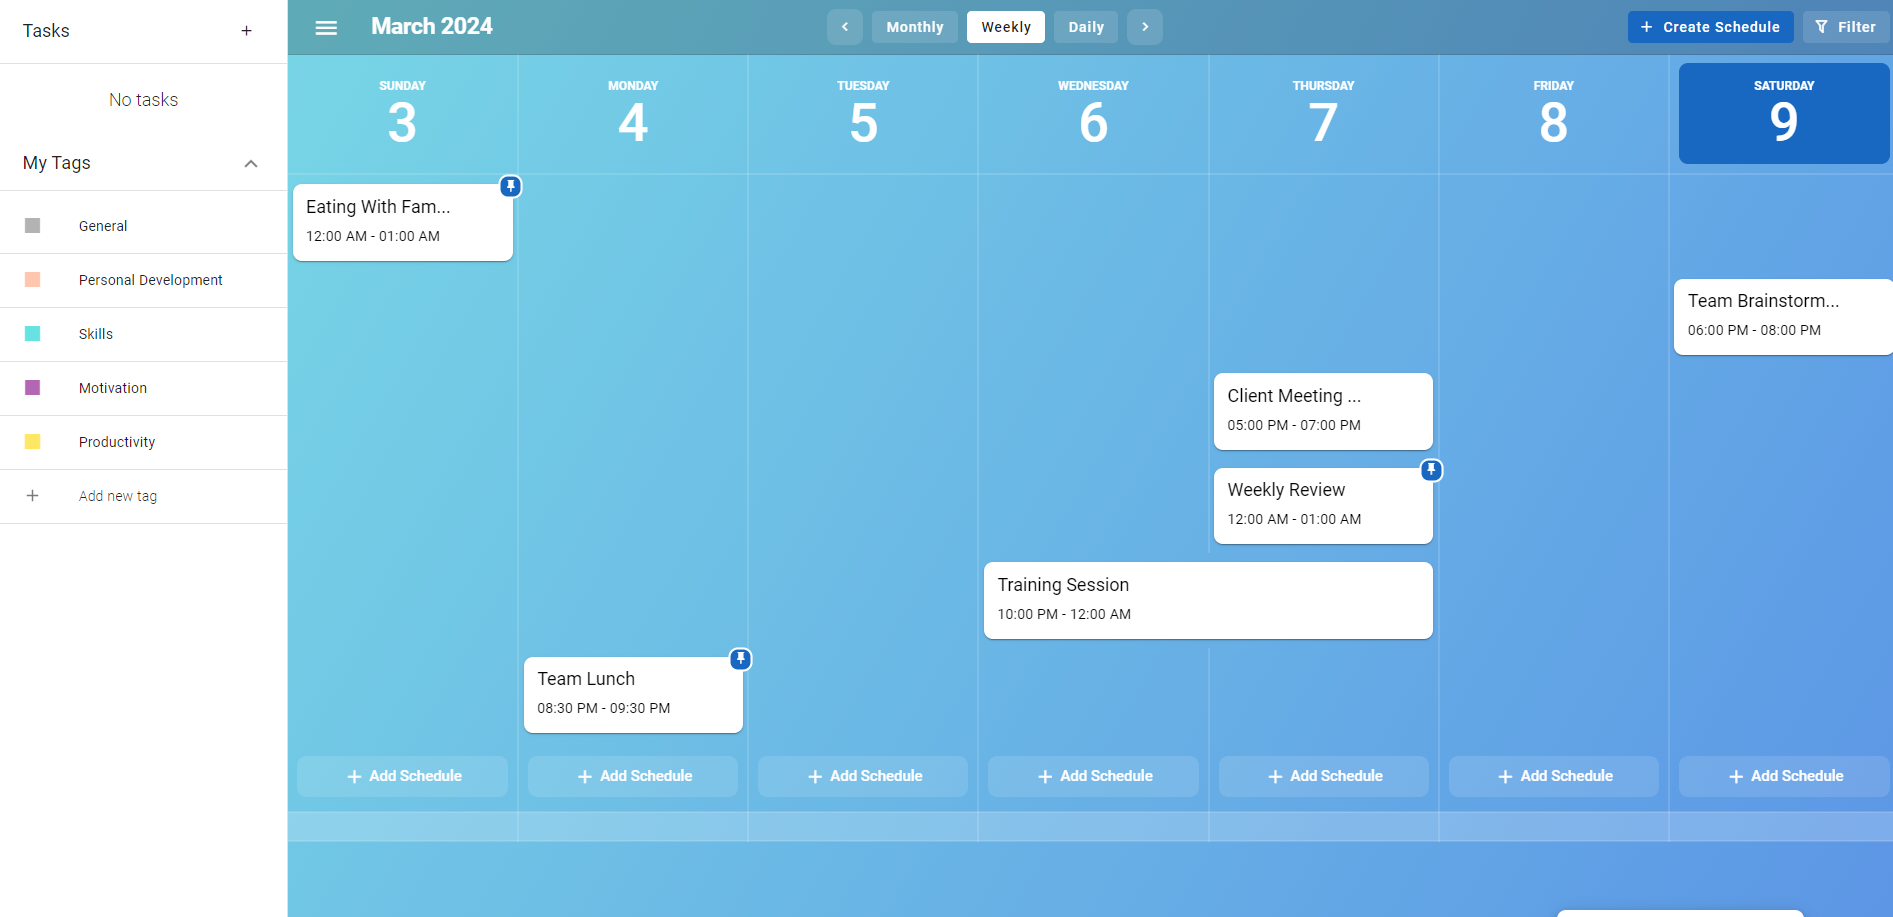 Tasks
No tasks
My Tags
General
Personal Development
Skills
Motivation
Productivity
Add new tag
March 2024
Monthly
Weekly
Daily
Create Schedule
Filter
SUNDAY
3
MONDAY
4
TUESDAY
5
WEDNESDAY
6
THURSDAY
7
FRIDAY
8
SATURDAY
9
Eating With Fam...
12:00 AM - 01:00 AM
Team Brainstorm...
06:00 PM - 08:00 PM
Client Meeting ...
05:00 PM - 07:00 PM
Weekly Review
12:00 AM - 01:00 AM
Training Session
10:00 PM - 12:00 AM
Team Lunch
08:30 PM - 09:30 PM
Add Schedule
Add Schedule
Add Schedule
Add Schedule
Add Schedule
Add Schedule
Add Schedule